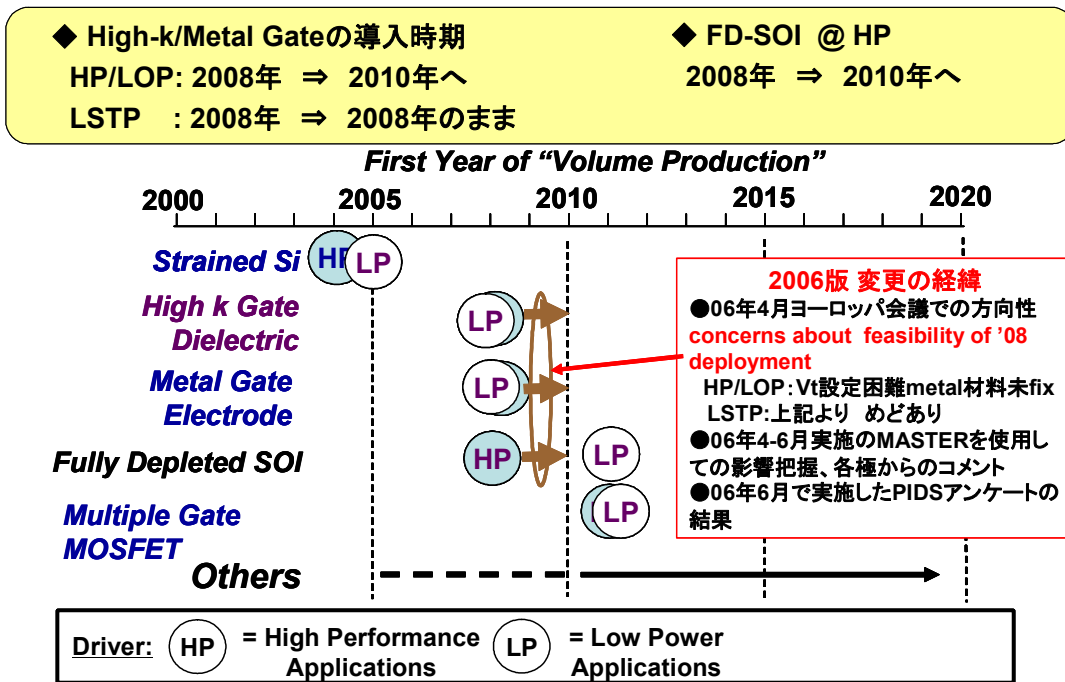 ◆ High-k/Metal Gateの導入時期
HP/LOP: 2008年 ⇒ 2010年へ
LSTP : 2008年 ⇒ 2008年のまま
◆ FD-SOI @ HP
2008年 ⇒ 2010年へ
First Year of “Volume Production”
2000 2005 2010 2015 2020
Strained Si
HP LP
High k Gate
Dielectric
LP
Metal Gate
Electrode
LP
Fully Depleted SOI
HP LP
Multiple Gate
MOSFET
LP
Others
2006版 変更の経緯
●06年4月ヨーロッパ会議での方向性
concerns about feasibility of ’08
deployment
HP/LOP:Vt設定困難metal材料未fix
LSTP:上記より めどあり
●06年4-6月実施のMASTERを使用し
ての影響把握、各極からのコメント
●06年6月で実施したPIDSアンケートの
結果
Driver: HP = High Performance
Applications
LP = Low Power
Applications